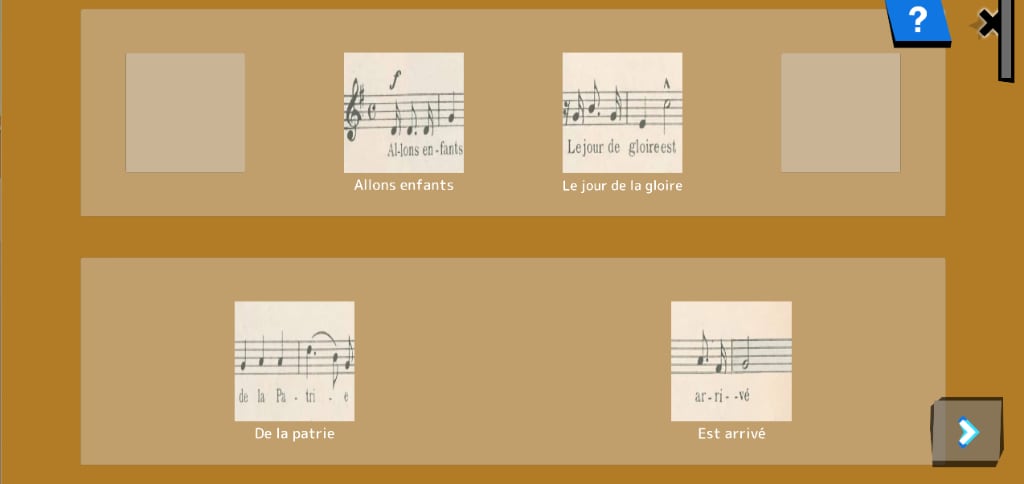 ?
f
Al-lons en-fants
Le jour de gloire est
Allons enfants
Le jour de la gloire
de la Pa - tri - e
ar-ri--vé
De la patrie
Est arrivé